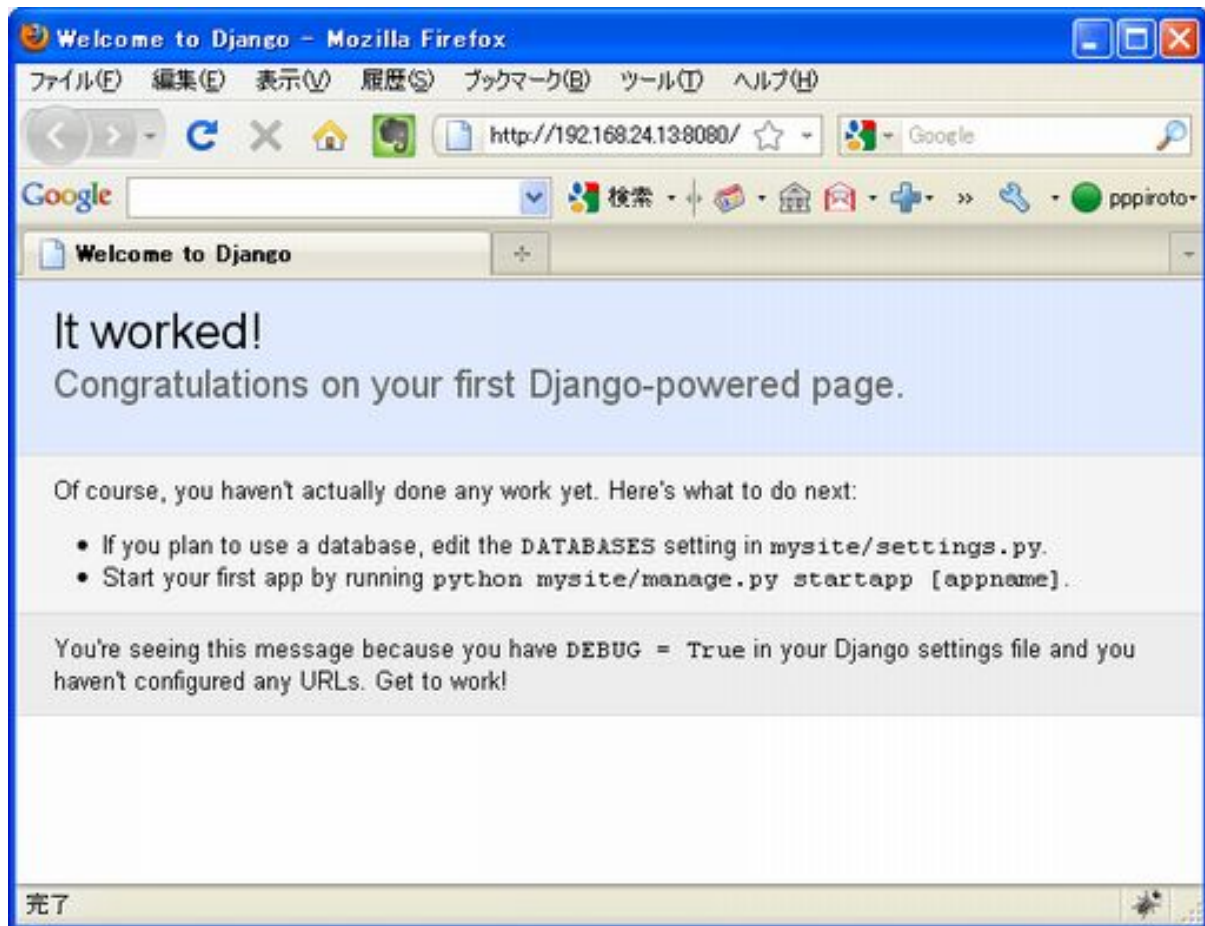 Welcome to Django - Mozilla Firefox
ファイル(F) 編集(E) 表示(V) 履歴(S) ブックマーク(B) ツール(T) ヘルプ(H)
http://192.168.24.13:8080/ Google
Google 検索 » pppiroto
Welcome to Django
It worked!
Congratulations on your first Django-powered page.
Of course, you haven't actually done any work yet. Here's what to do next:
• If you plan to use a database, edit the DATABASES setting in mysite/settings.py.
• Start your first app by running python mysite/manage.py startapp [appname].
You're seeing this message because you have DEBUG = True in your Django settings file and you
haven't configured any URLs. Get to work!
完了